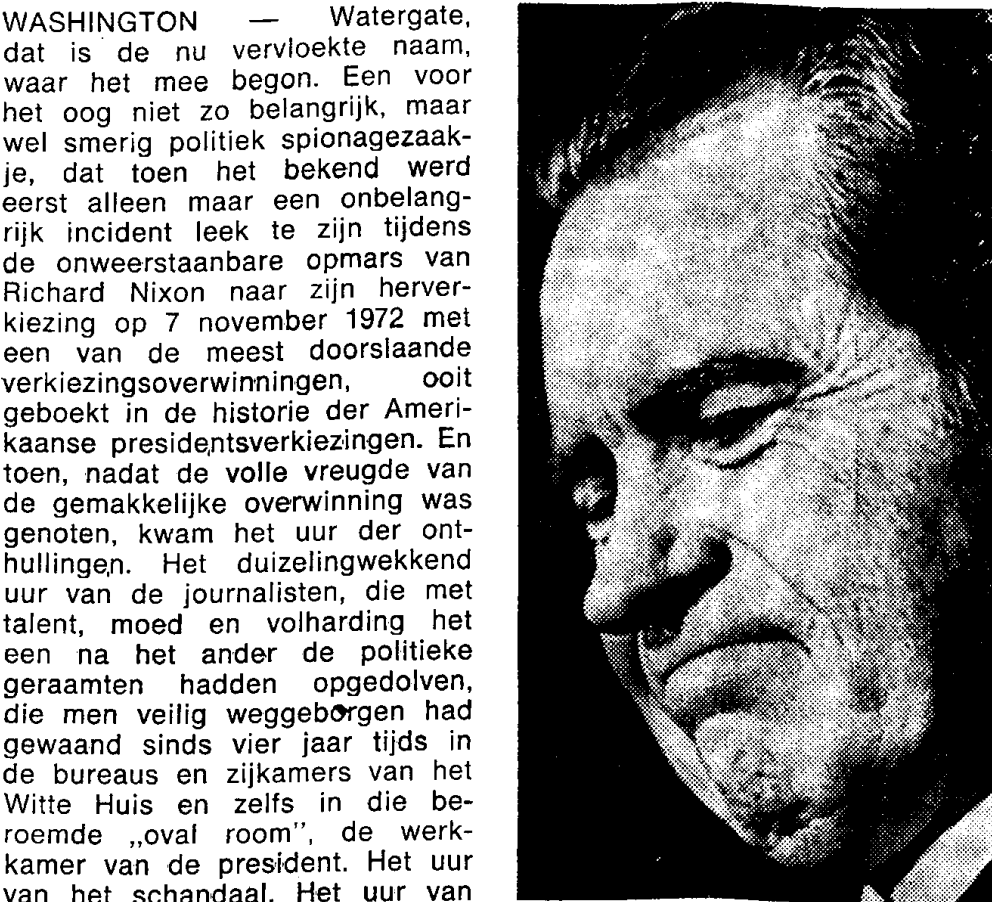 WASHINGTON — Watergate,
dat is de nu vervloekte naam,
waar het mee begon. Een voor
het oog niet zo belangrijk, maar
wel smerig politiek spionagezaak-
je, dat toen het bekend werd
eerst alleen maar een onbelang-
rijk incident leek te zijn tijdens
de onweerstaanbare opmars van
Richard Nixon naar zijn herver-
kiezing op 7 november 1972 met
een van de meest doorslaande
verkiezingsoverwinningen, ooit
geboekt in de historie der Ameri-
kaanse presidentsverkiezingen. En
toen, nadat de volle vreugde van
de gemakkelijke overwinning was
genoten, kwam het uur der ont-
hullingen. Het duizelingwekkend
uur van de journalisten, die met
talent, moed en volharding het
een na het ander de politieke
geraamten hadden opgedolven,
die men veilig weggeborgen had
gewaand sinds vier jaar tijds in
de bureaus en zijkamers van het
Witte Huis en zelfs in die be-
roemde „oval room”, de werk-
kamer van de president. Het uur
van het schandaal. Het uur van